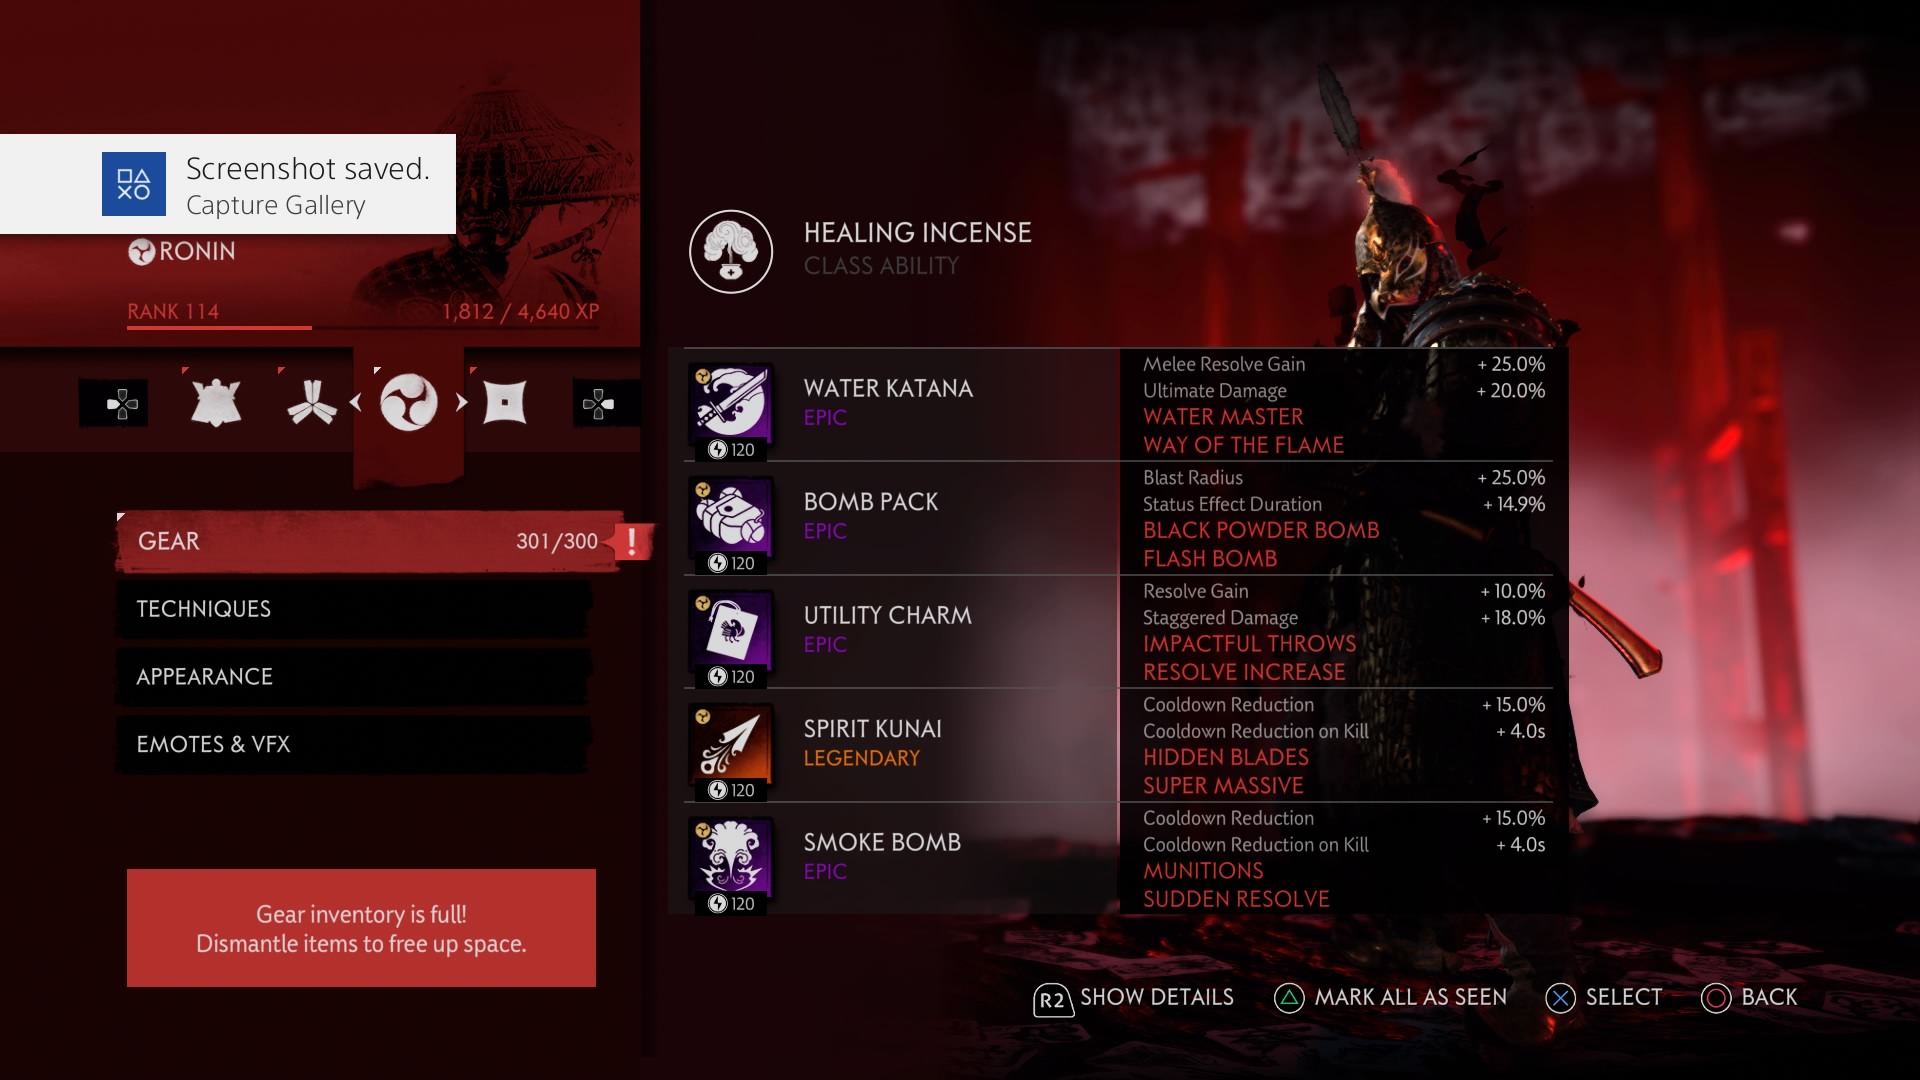 Screenshot saved.
Capture Gallery
RONIN
RANK 114
1,812 / 4,640 XP
GEAR
301/300
!
TECHNIQUES
APPEARANCE
EMOTES & VFX
Gear inventory is full!
Dismantle items to free up space.
HEALING INCENSE
CLASS ABILITY
WATER KATANA
EPIC
120
Melee Resolve Gain + 25.0%
Ultimate Damage + 20.0%
WATER MASTER
WAY OF THE FLAME
BOMB PACK
EPIC
120
Blast Radius + 25.0%
Status Effect Duration + 14.9%
BLACK POWDER BOMB
FLASH BOMB
UTILITY CHARM
EPIC
120
Resolve Gain + 10.0%
Staggered Damage + 18.0%
IMPACTFUL THROWS
RESOLVE INCREASE
SPIRIT KUNAI
LEGENDARY
120
Cooldown Reduction + 15.0%
Cooldown Reduction on Kill + 4.0s
HIDDEN BLADES
SUPER MASSIVE
SMOKE BOMB
EPIC
120
Cooldown Reduction + 15.0%
Cooldown Reduction on Kill + 4.0s
MUNITIONS
SUDDEN RESOLVE
R2 SHOW DETAILS
MARK ALL AS SEEN
SELECT
BACK